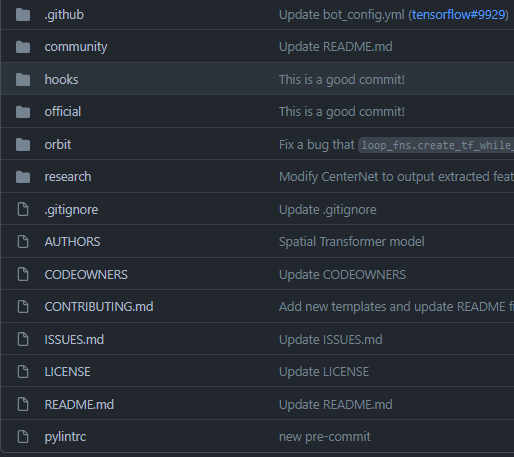 .github Update bot_config.yml (tensorflow#9929)
community Update README.md
hooks This is a good commit!
official This is a good commit!
orbit Fix a bug that loop_fns.create_tf_while_
research Modify CenterNet to output extracted feat
.gitignore Update .gitignore
AUTHORS Spatial Transformer model
CODEOWNERS Update CODEOWNERS
CONTRIBUTING.md Add new templates and update README fi
ISSUES.md Update ISSUES.md
LICENSE Update LICENSE
README.md Update README.md
pylintrc new pre-commit